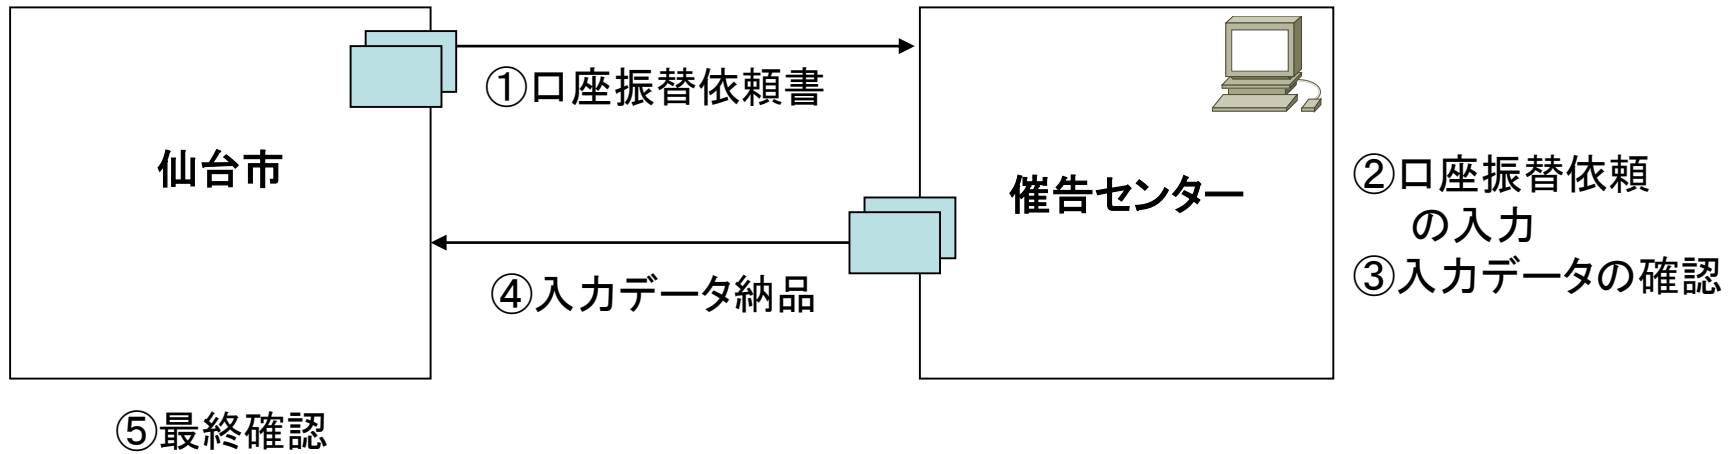 ①口座振替依頼書
仙台市
催告センター
②口座振替依頼
の入力
③入力データの確認
④入力データ納品
⑤最終確認